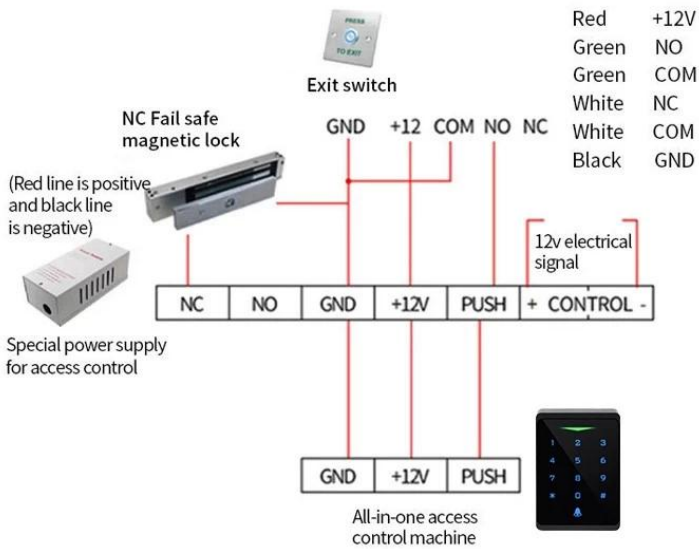 PRESS
TO EXIT
Exit switch
Red +12V
Green NO
Green COM
White NC
White COM
Black GND
NC Fail safe
magnetic lock
GND +12 COM NO NC
(Red line is positive
and black line
is negative)
12v electrical
signal
NC NO GND +12V PUSH + CONTROL -
Special power supply
for access control
GND +12V PUSH
1 2 3
4 5 6
7 8 9
* 0 #
All-in-one access
control machine